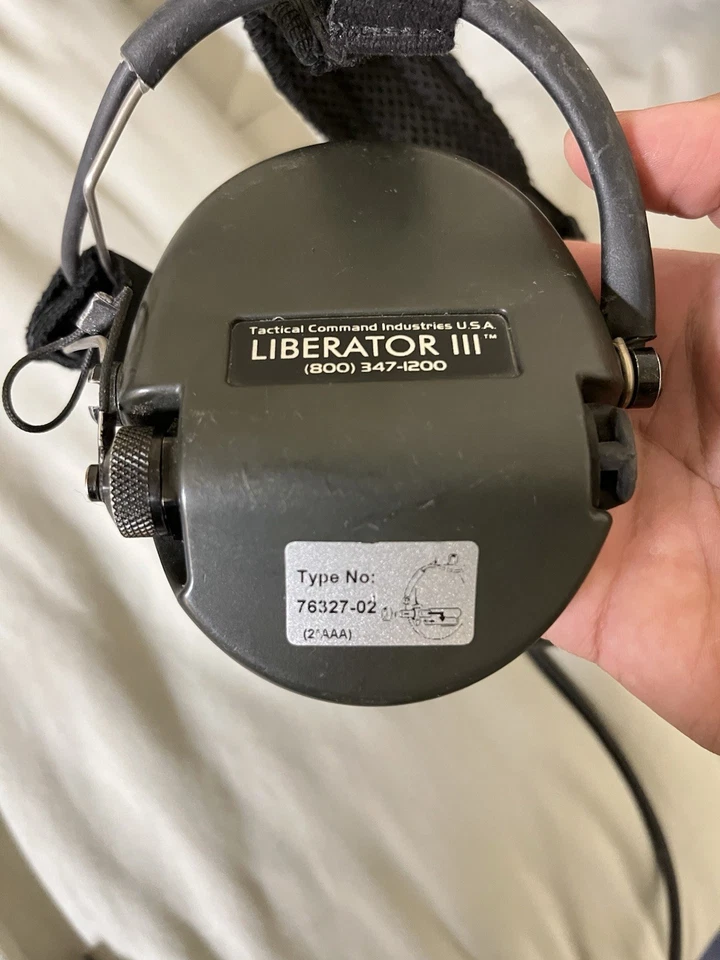 Tactical Command Industries U.S.A.
LIBERATOR III™
(800) 347-1200
Type No:
76327-02
(2*AAA)